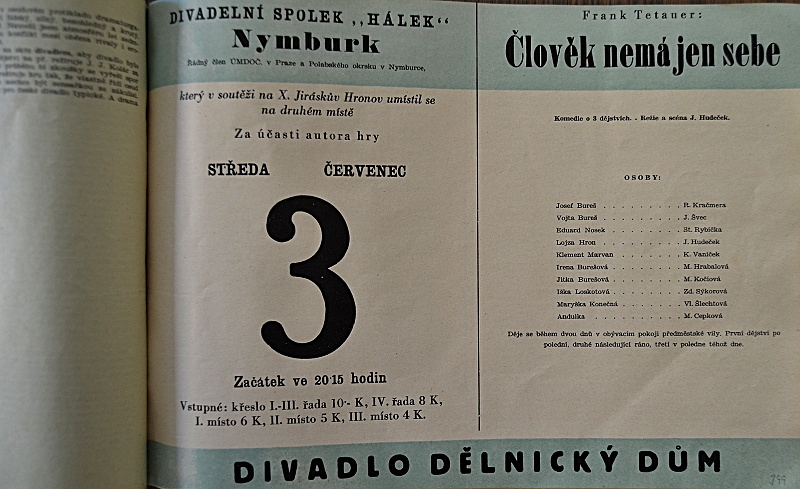 DIVADELNÍ SPOLEK „HÁLEK“
Nymburk
Řádný člen ÚMDOČ. v Praze a Polabského okrsku v Nymburce,
který v soutěži na X. Jiráskův Hronov umístil se
na druhém místě
Za účasti autora hry
STŘEDA ČERVENEC
3
Začátek ve 20·15 hodin
Vstupné: křeslo I.-III. řada 10·- K, IV. řada 8 K,
I. místo 6 K, II. místo 5 K, III. místo 4 K.
Frank Tetauer:
Člověk nemá jen sebe
Komedie o 3 dějstvích. - Režie a scéna J. Hudeček.
OSOBY:
Josef Bureš . . . . . . . . . R. Kračmera
Vojta Bureš . . . . . . . . . J. Švec
Eduard Nosek . . . . . . . . St. Rybička
Lojza Hron . . . . . . . . . J. Hudeček
Klement Marvan . . . . . . . K. Vaníček
Irena Burešová . . . . . . . M. Hrabalová
Jitka Burešová . . . . . . . M. Kočiová
Iška Loskotová . . . . . . . Zd. Sýkorová
Maryška Konečná . . . . . . Vl. Šlechtová
Andulka . . . . . . . . . . M. Cepková
Děje se během dvou dnů v obývacím pokoji předměstské vily. První dějství po
polední, druhé následující ráno, třetí v poledne téhož dne.
DIVADLO DĚLNICKÝ DŮM